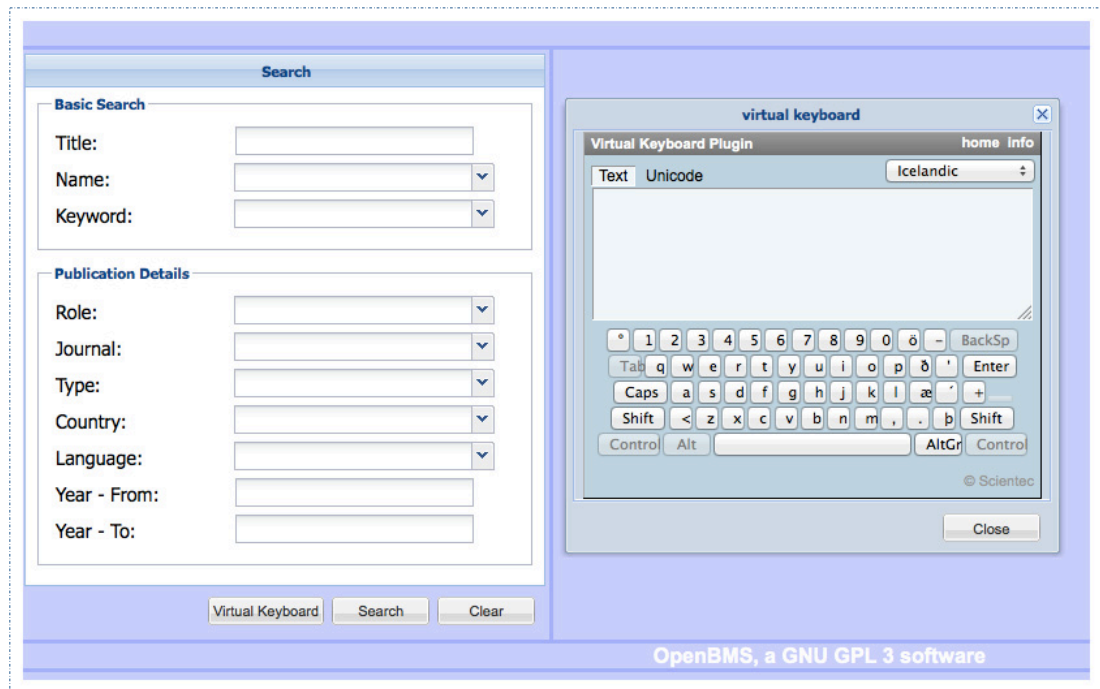 Search
Basic Search
Title:
Name:
Keyword:
Publication Details
Role:
Journal:
Type:
Country:
Language:
Year - From:
Year - To:
Virtual Keyboard Search Clear
virtual keyboard
Virtual Keyboard Plugin home info
Text Unicode Icelandic
° 1 2 3 4 5 6 7 8 9 0 ö - BackSp
Tab q w e r t y u i o p ð ' Enter
Caps a s d f g h j k l æ ´ +
Shift < z x c v b n m , . þ Shift
Control Alt AltGr Control
© Scientec
Close
OpenBMS, a GNU GPL 3 software